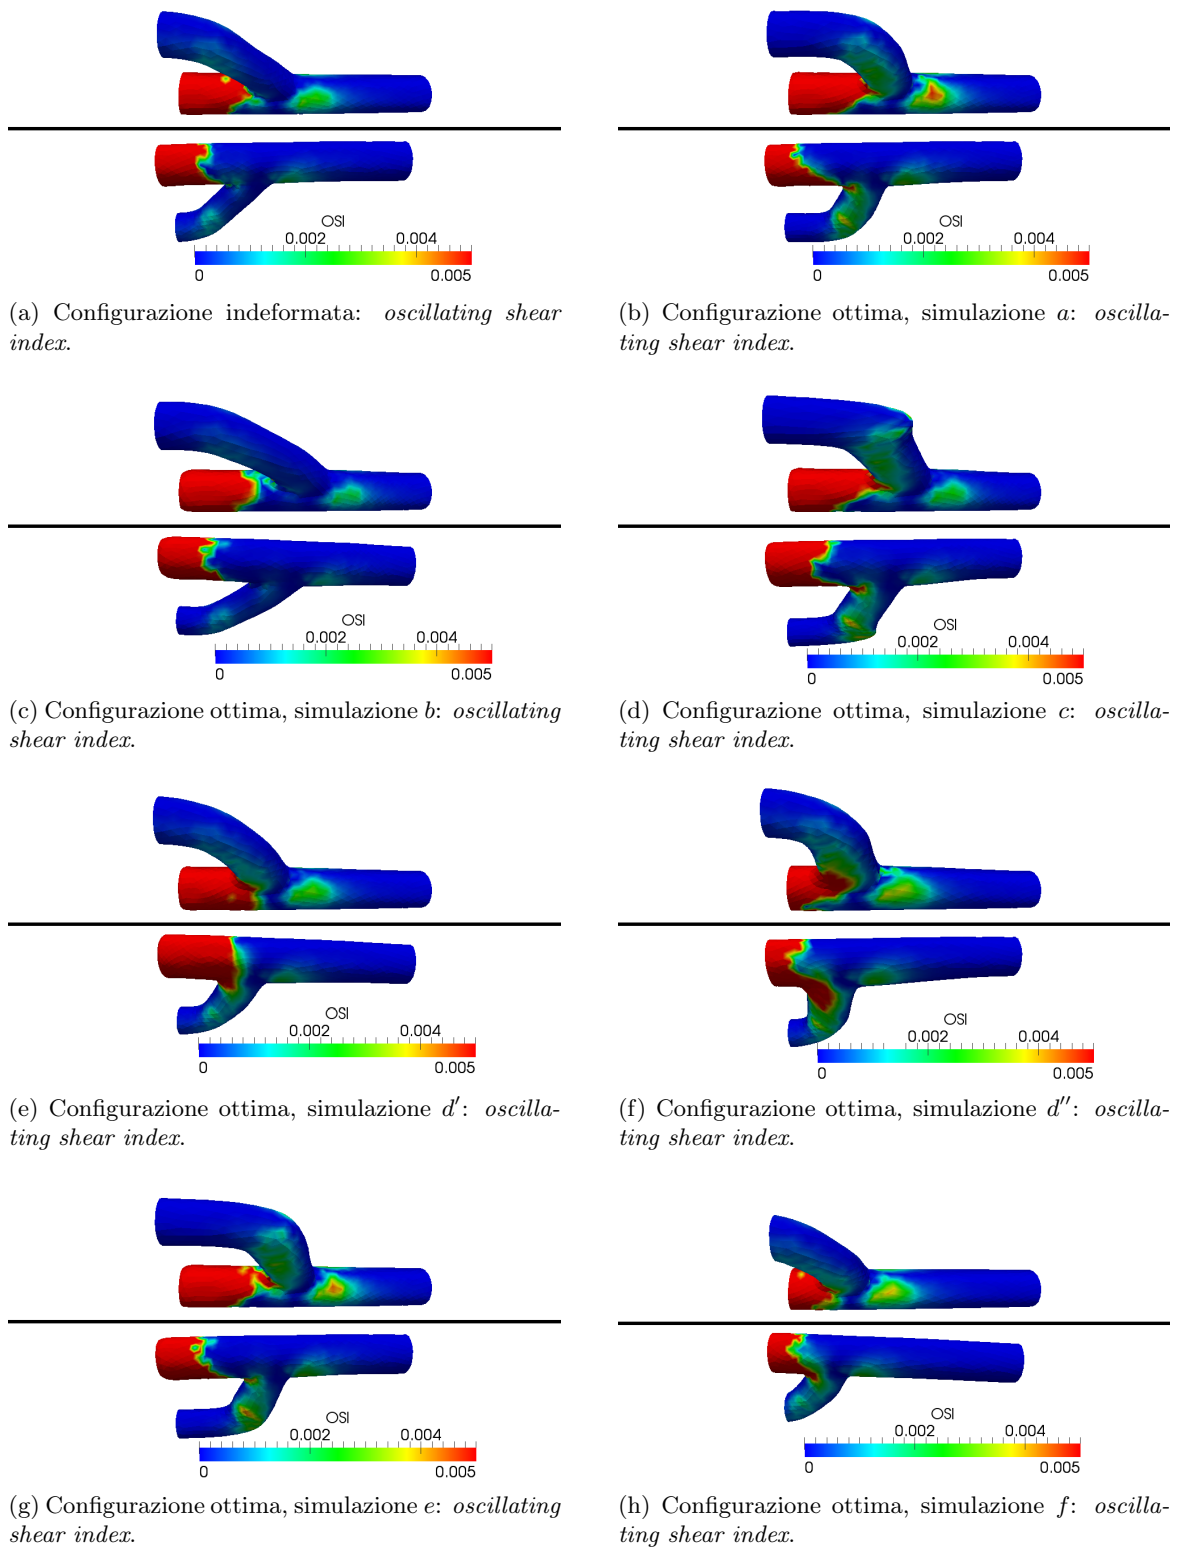 OSI
0.002 0.004
0 0.005
OSI
0.002 0.004
0 0.005
(a) Configurazione indeformata: oscillating shear
index.
(b) Configurazione ottima, simulazione a: oscilla-
ting shear index.
OSI
0.002 0.004
0 0.005
OSI
0.002 0.004
0 0.005
(c) Configurazione ottima, simulazione b: oscillating
shear index.
(d) Configurazione ottima, simulazione c: oscilla-
ting shear index.
OSI
0.002 0.004
0 0.005
OSI
0.002 0.004
0 0.005
(e) Configurazione ottima, simulazione d′: oscilla-
ting shear index.
(f) Configurazione ottima, simulazione d′′: oscilla-
ting shear index.
OSI
0.002 0.004
0 0.005
OSI
0.002 0.004
0 0.005
(g) Configurazione ottima, simulazione e: oscillating
shear index.
(h) Configurazione ottima, simulazione f: oscilla-
ting shear index.